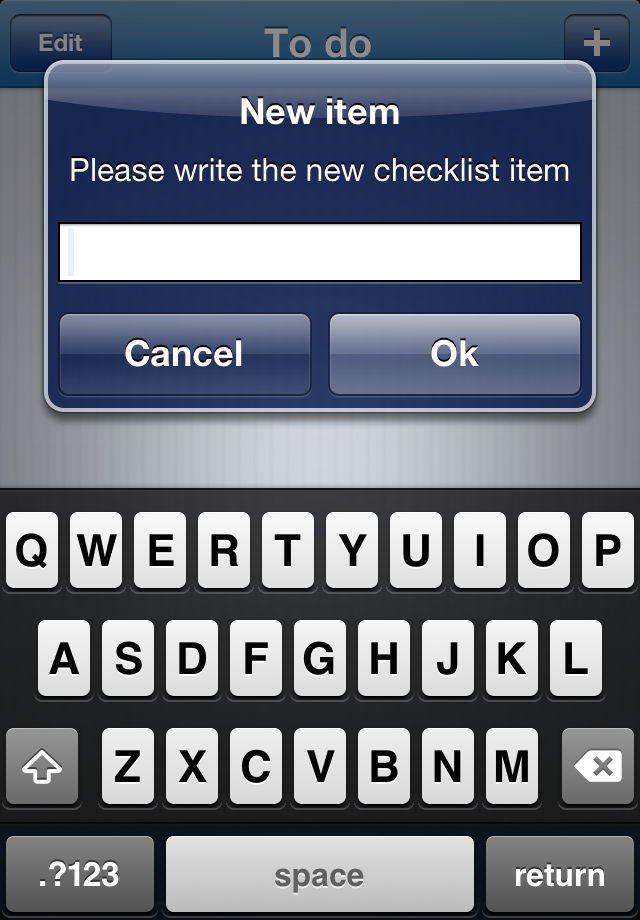 Edit To do +
New item
Please write the new checklist item
Cancel Ok
Q W E R T Y U I O P
A S D F G H J K L
Z X C V B N M
.?123 space return